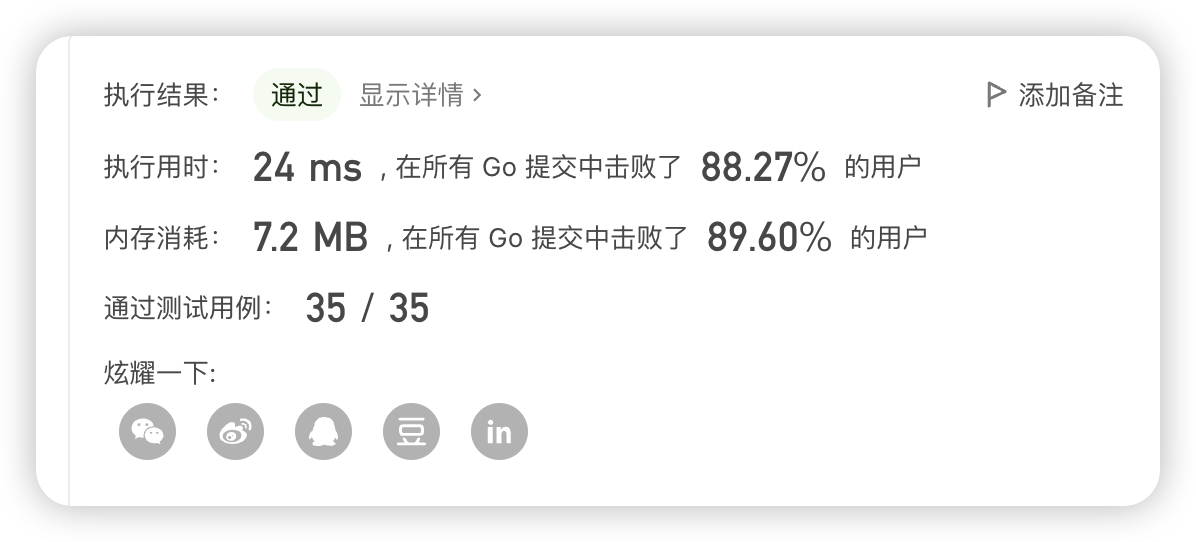 执行结果： 通过 显示详情 › 添加备注
执行用时： 24 ms , 在所有 Go 提交中击败了 88.27% 的用户
内存消耗： 7.2 MB , 在所有 Go 提交中击败了 89.60% 的用户
通过测试用例： 35 / 35
炫耀一下:
豆 in